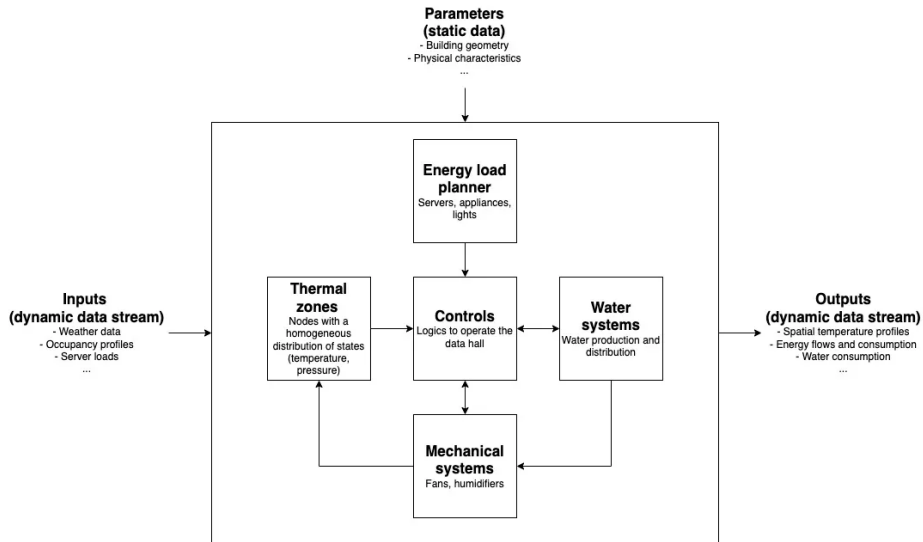 Parameters
(static data)
- Building geometry
- Physical characteristics
...
Energy load
planner
Servers, appliances,
lights
Inputs
(dynamic data stream)
- Weather data
- Occupancy profiles
- Server loads
...
Thermal
zones
Nodes with a
homogeneous
distribution of states
(temperature,
pressure)
Controls
Logics to operate the
data hall
Water
systems
Water production and
distribution
Outputs
(dynamic data stream)
- Spatial temperature profiles
- Energy flows and consumption
- Water consumption
...
Mechanical
systems
Fans, humidifiers